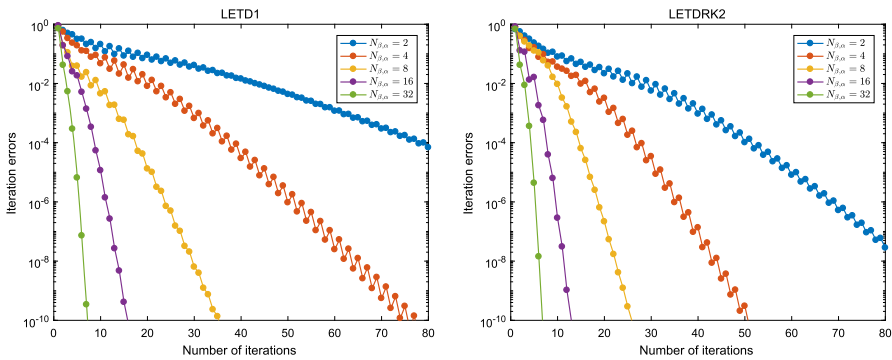 LETD1
Iteration errors
10^0
10^-2
10^-4
10^-6
10^-8
10^-10
0 10 20 30 40 50 60 70 80
Number of iterations
N_{β,α} = 2
N_{β,α} = 4
N_{β,α} = 8
N_{β,α} = 16
N_{β,α} = 32
LETDRK2
Iteration errors
10^0
10^-2
10^-4
10^-6
10^-8
10^-10
0 10 20 30 40 50 60 70 80
Number of iterations
N_{β,α} = 2
N_{β,α} = 4
N_{β,α} = 8
N_{β,α} = 16
N_{β,α} = 32